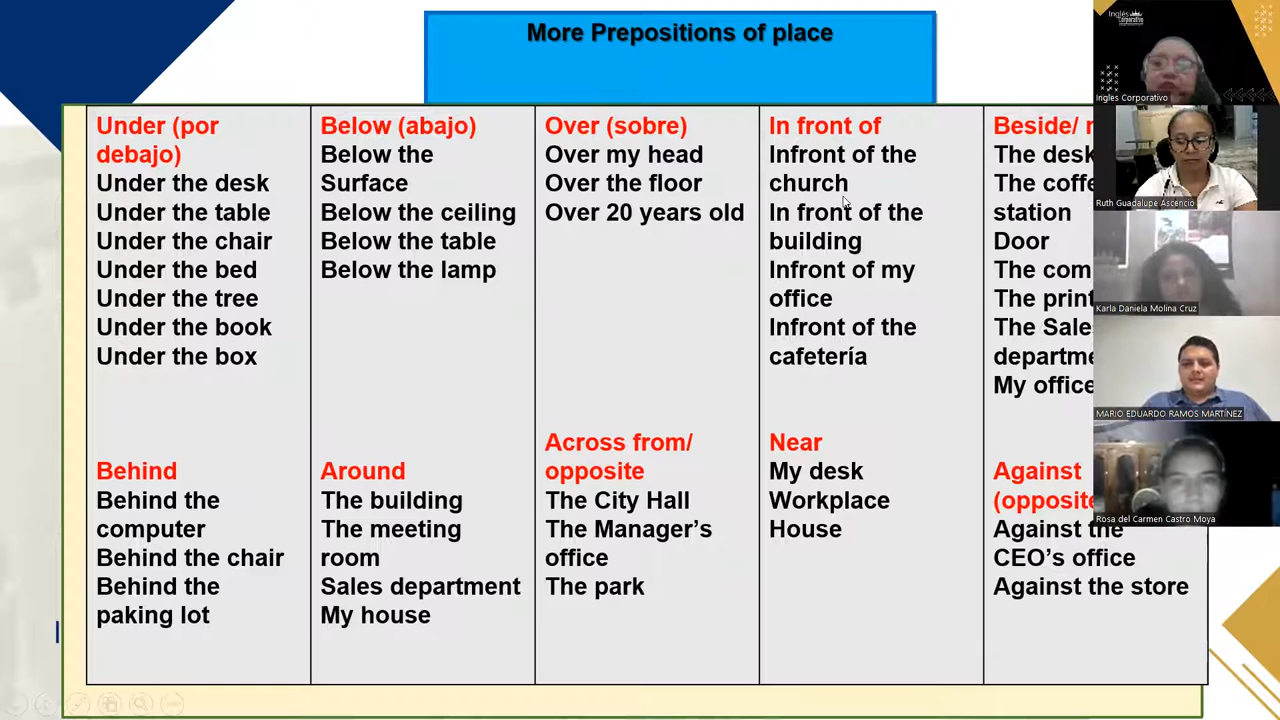 More Prepositions of place
Under (por
debajo)
Under the desk
Under the table
Under the chair
Under the bed
Under the tree
Under the book
Under the box
Behind
Behind the
computer
Behind the chair
Behind the
paking lot
Below (abajo)
Below the
Surface
Below the ceiling
Below the table
Below the lamp
Around
The building
The meeting
room
Sales department
My house
Over (sobre)
Over my head
Over the floor
Over 20 years old
Across from/
opposite
The City Hall
The Manager's
office
The park
In front of
Infront of the
church
In front of the
building
Infront of my
office
Infront of the
cafetería
Near
My desk
Workplace
House
Beside/
The desk
The
station
Door
The
The
The
My office
Against
Against the
CEO's office
Against the store
Inglés
Corporativo
Ingles Corporativo
Ruth Guadalupe Ascencio
Karla Daniela Molina Cruz
MARIO EDUARDO RAMOS MARTÍNEZ
Rosa del Carmen Castro Moya